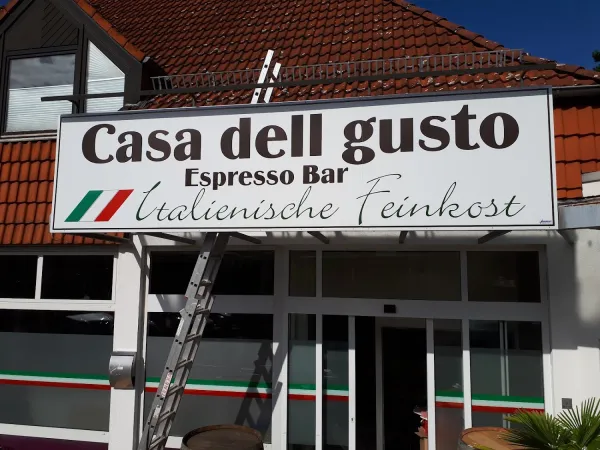 Casa dell gusto
Espresso Bar
Italienische Feinkost